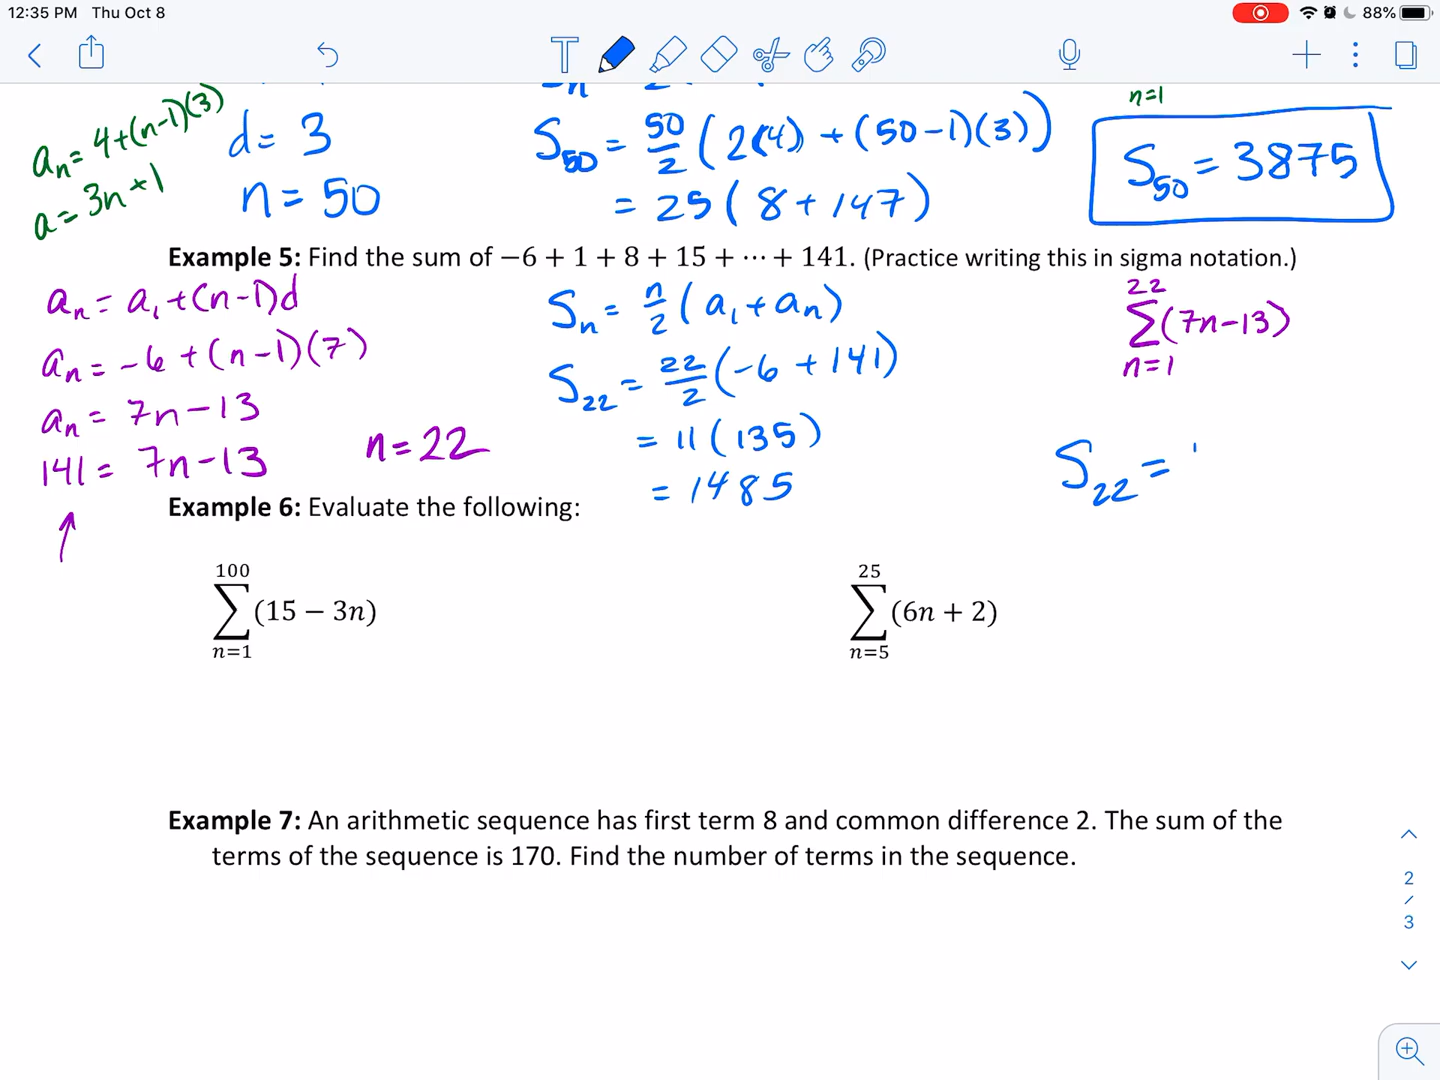 12:35 PM Thu Oct 8 88%
T
aₙ = 4+(n-1)(3)
a = 3n+1
d = 3
n = 50
S₅₀ = 50/2 (2(4) + (50-1)(3))
= 25(8+147)
n=1
S₅₀ = 3875
Example 5: Find the sum of −6 + 1 + 8 + 15 + ⋯ + 141. (Practice writing this in sigma notation.)
aₙ = a₁+(n-1)d
aₙ = -6+(n-1)(7)
aₙ = 7n-13
141 = 7n-13
n=22
Sₙ = n/2 (a₁+aₙ)
S₂₂ = 22/2 (-6+141)
= 11(135)
= 1485
22
∑(7n-13)
n=1
S₂₂ =
Example 6: Evaluate the following:
100
∑(15 − 3n)
n=1
25
∑(6n + 2)
n=5
Example 7: An arithmetic sequence has first term 8 and common difference 2. The sum of the
terms of the sequence is 170. Find the number of terms in the sequence.
2
/
3